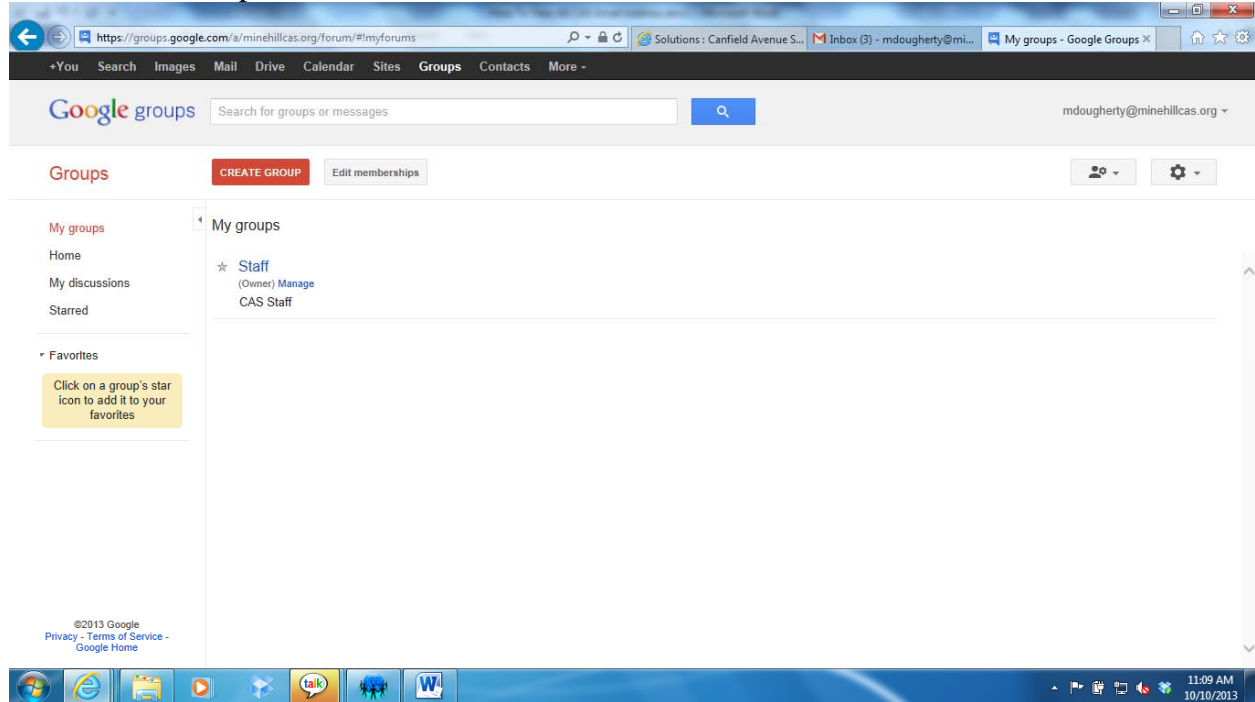 https://groups.google.com/a/minehillcas.org/forum/#!myforums
Solutions : Canfield Avenue S...
Inbox (3) - mdougherty@mi...
My groups - Google Groups
+You Search Images Mail Drive Calendar Sites Groups Contacts More
Google groups
Search for groups or messages
mdougherty@minehillcas.org
Groups
CREATE GROUP
Edit memberships
My groups
Home
My discussions
Starred
Favorites
Click on a group's star
icon to add it to your
favorites
My groups
Staff
(Owner) Manage
CAS Staff
©2013 Google
Privacy - Terms of Service -
Google Home
talk
W
11:09 AM
10/10/2013